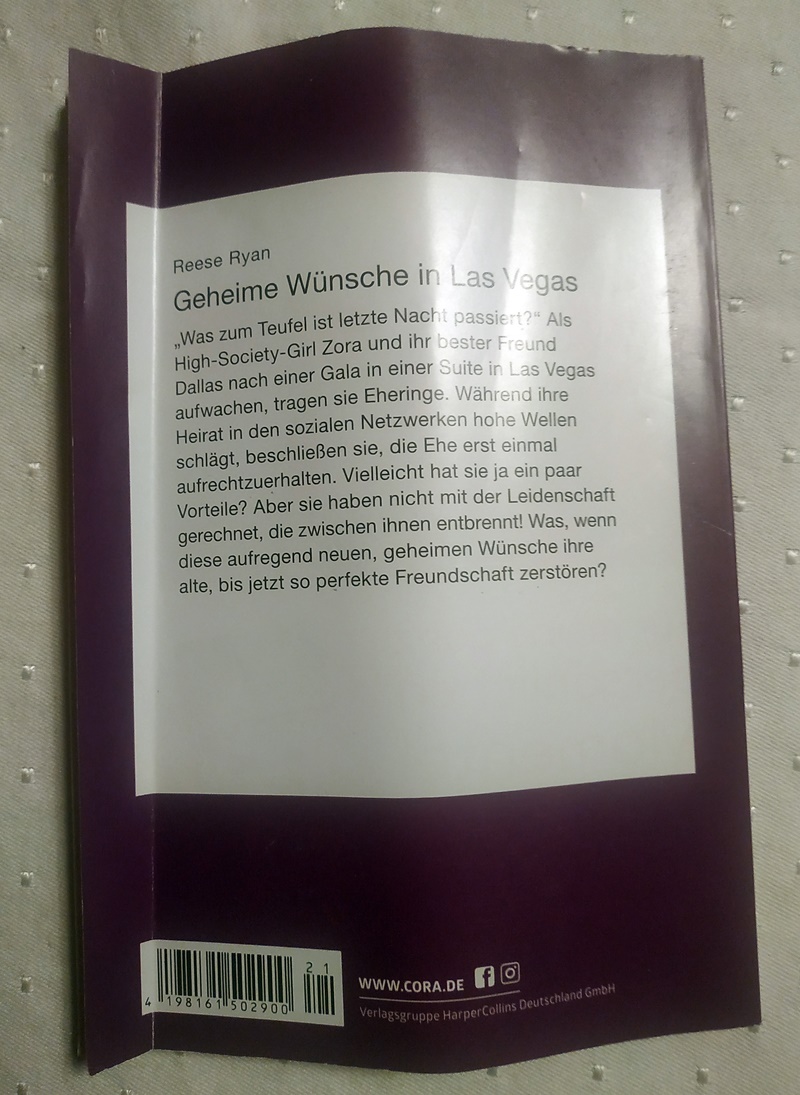 Reese Ryan
Geheime Wünsche in Las Vegas
„Was zum Teufel ist letzte Nacht passiert?“ Als
High-Society-Girl Zora und ihr bester Freund
Dallas nach einer Gala in einer Suite in Las Vegas
aufwachen, tragen sie Eheringe. Während ihre
Heirat in den sozialen Netzwerken hohe Wellen
schlägt, beschließen sie, die Ehe erst einmal
aufrechtzuerhalten. Vielleicht hat sie ja ein paar
Vorteile? Aber sie haben nicht mit der Leidenschaft
gerechnet, die zwischen ihnen entbrennt! Was, wenn
diese aufregend neuen, geheimen Wünsche ihre
alte, bis jetzt so perfekte Freundschaft zerstören?
2 1
4 198161 502900
WWW.CORA.DE
Verlagsgruppe HarperCollins Deutschland GmbH